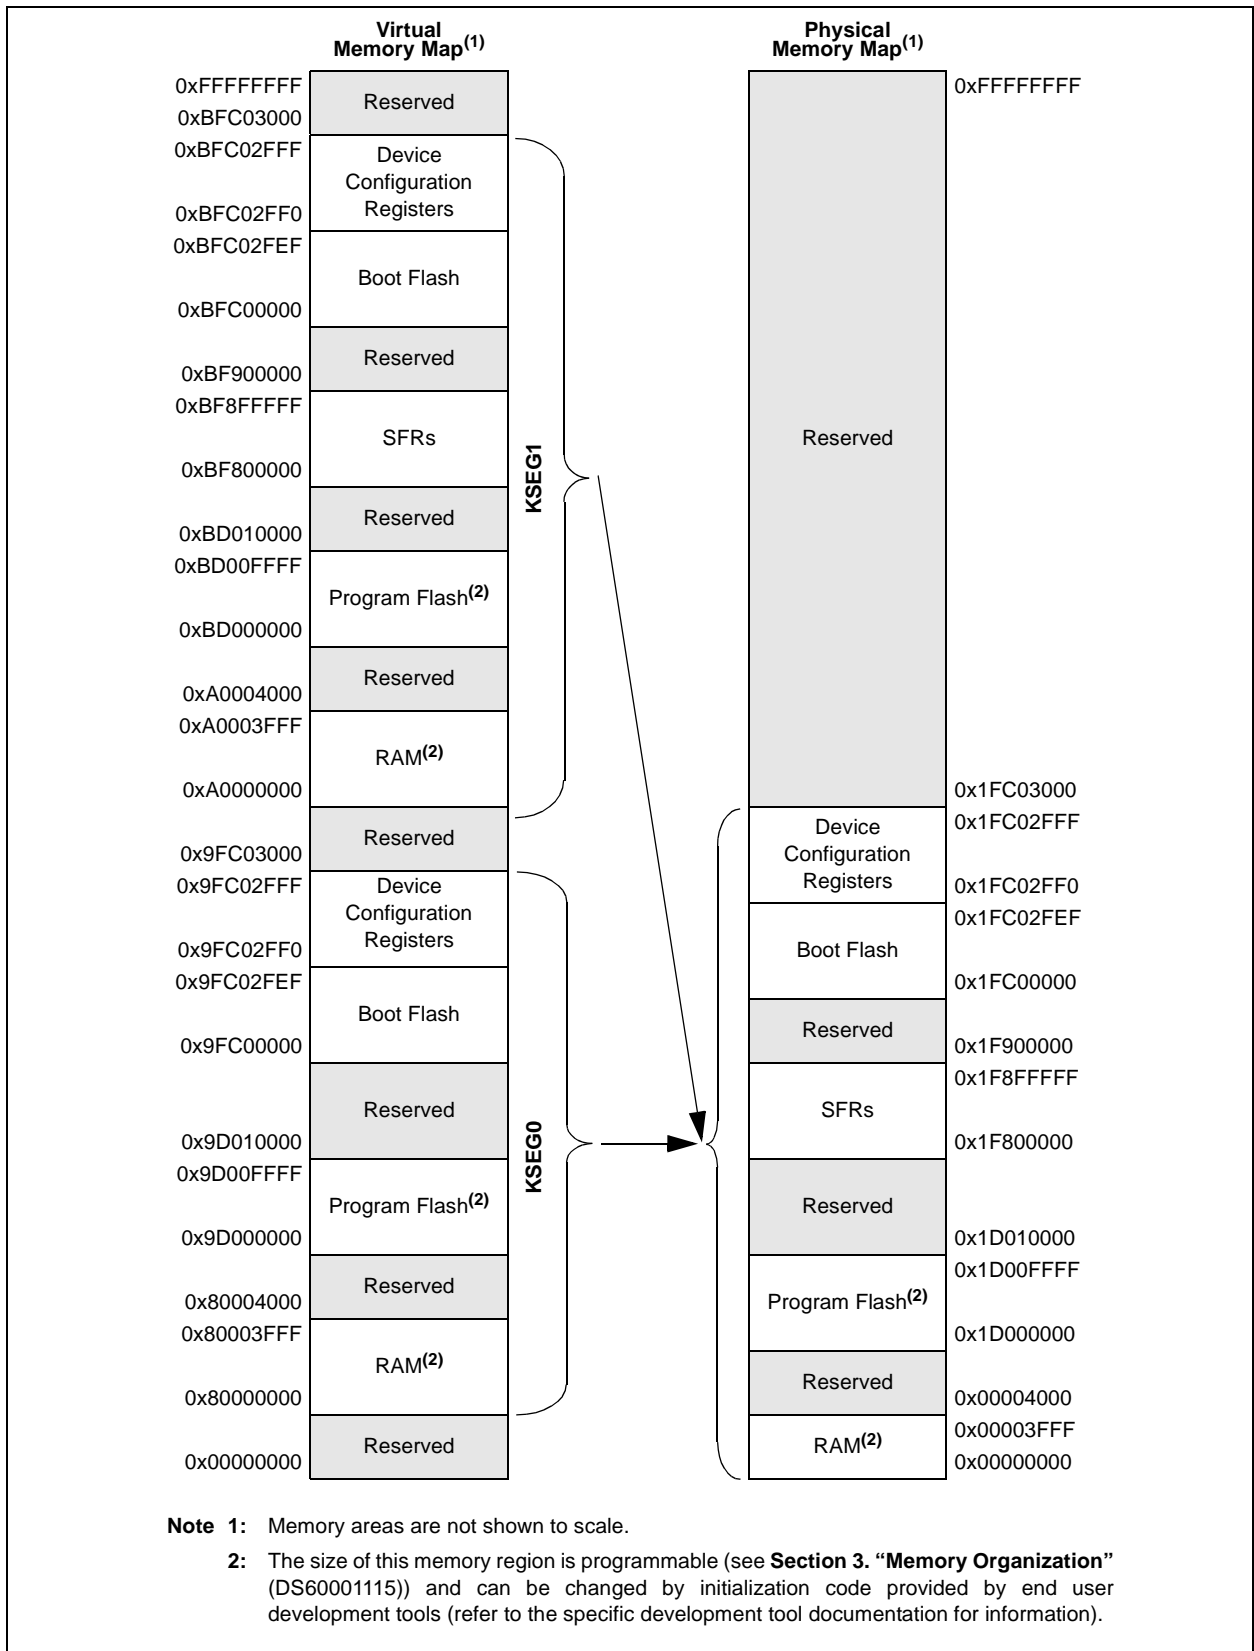 Virtual
Memory Map(1)
0xFFFFFFFF
Reserved
0xBFC03000
0xBFC02FFF
Device
Configuration
Registers
0xBFC02FF0
0xBFC02FEF
Boot Flash
0xBFC00000
Reserved
0xBF900000
0xBF8FFFFF
SFRs
0xBF800000
Reserved
0xBD010000
0xBD00FFFF
Program Flash(2)
0xBD000000
Reserved
0xA0004000
0xA0003FFF
RAM(2)
0xA0000000
Reserved
0x9FC03000
0x9FC02FFF
Device
Configuration
Registers
0x9FC02FF0
0x9FC02FEF
Boot Flash
0x9FC00000
Reserved
0x9D010000
0x9D00FFFF
Program Flash(2)
0x9D000000
Reserved
0x80004000
0x80003FFF
RAM(2)
0x80000000
Reserved
0x00000000
KSEG1
KSEG0
Physical
Memory Map(1)
0xFFFFFFFF
Reserved
0x1FC03000
0x1FC02FFF
Device
Configuration
Registers
0x1FC02FF0
0x1FC02FEF
Boot Flash
0x1FC00000
Reserved
0x1F900000
0x1F8FFFFF
SFRs
0x1F800000
Reserved
0x1D010000
0x1D00FFFF
Program Flash(2)
0x1D000000
Reserved
0x00004000
0x00003FFF
RAM(2)
0x00000000
Note 1: Memory areas are not shown to scale.
2: The size of this memory region is programmable (see Section 3. “Memory Organization”
(DS60001115)) and can be changed by initialization code provided by end user
development tools (refer to the specific development tool documentation for information).